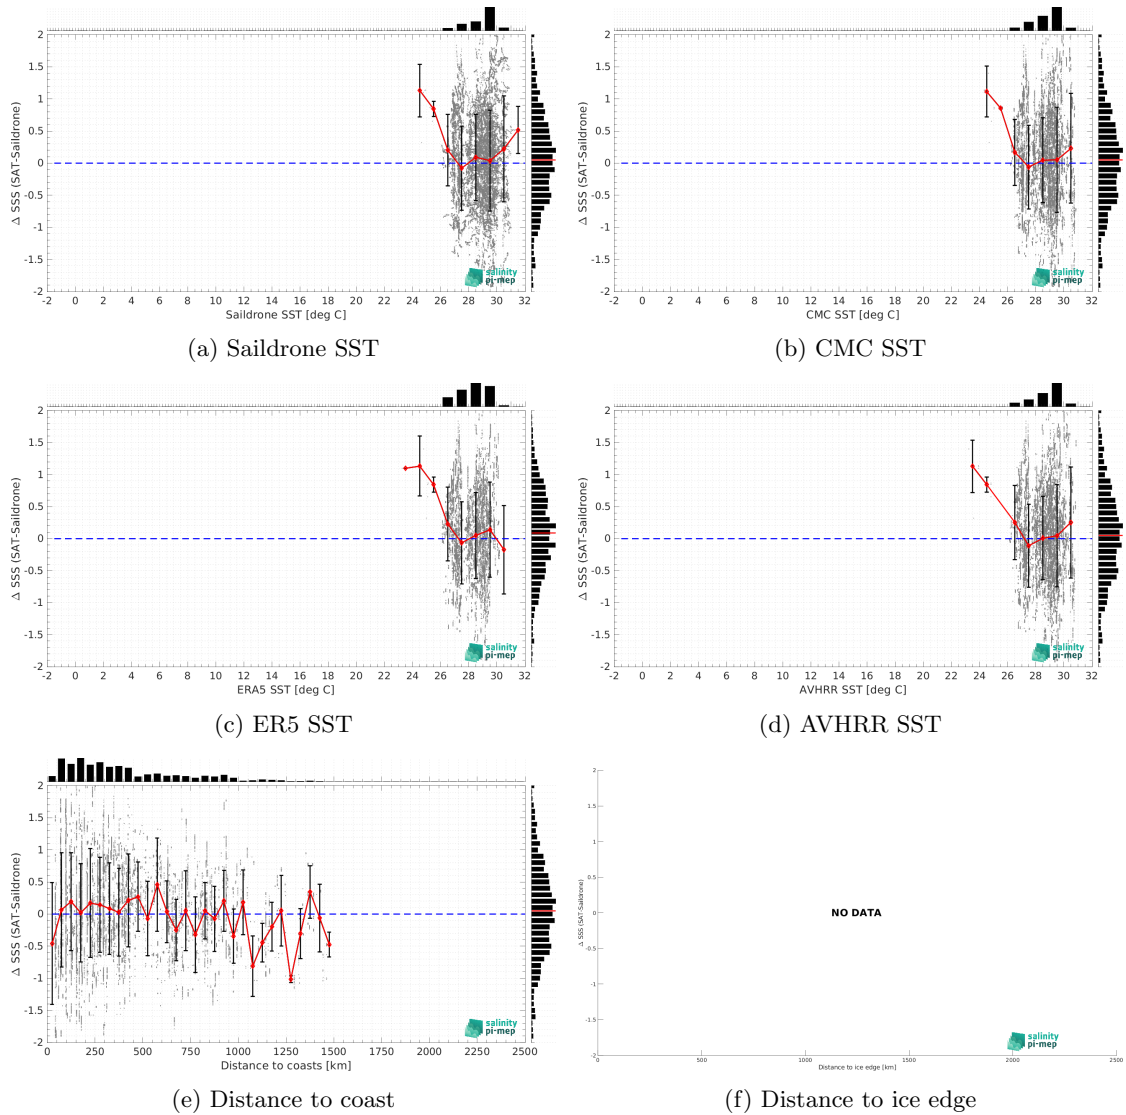 2
1.5
1
0.5
0
-0.5
-1
-1.5
-2
Δ SSS (SAT-Saildrone)
-2 0 2 4 6 8 10 12 14 16 18 20 22 24 26 28 30 32
Saildrone SST [deg C]
salinity
pi-mep
(a) Saildrone SST
2
1.5
1
0.5
0
-0.5
-1
-1.5
-2
Δ SSS (SAT-Saildrone)
-2 0 2 4 6 8 10 12 14 16 18 20 22 24 26 28 30 32
CMC SST [deg C]
salinity
pi-mep
(b) CMC SST
2
1.5
1
0.5
0
-0.5
-1
-1.5
-2
Δ SSS (SAT-Saildrone)
-2 0 2 4 6 8 10 12 14 16 18 20 22 24 26 28 30 32
ERA5 SST [deg C]
salinity
pi-mep
(c) ER5 SST
2
1.5
1
0.5
0
-0.5
-1
-1.5
-2
Δ SSS (SAT-Saildrone)
-2 0 2 4 6 8 10 12 14 16 18 20 22 24 26 28 30 32
AVHRR SST [deg C]
salinity
pi-mep
(d) AVHRR SST
2
1.5
1
0.5
0
-0.5
-1
-1.5
-2
Δ SSS (SAT-Saildrone)
0 250 500 750 1000 1250 1500 1750 2000 2250 2500
Distance to coasts [km]
salinity
pi-mep
(e) Distance to coast
2
1.5
1
0.5
0
-0.5
-1
-1.5
-2
Δ SSS (SAT-Saildrone)
NO DATA
0 500 1000 1500 2000 2500
Distance to ice edge [km]
salinity
pi-mep
(f) Distance to ice edge